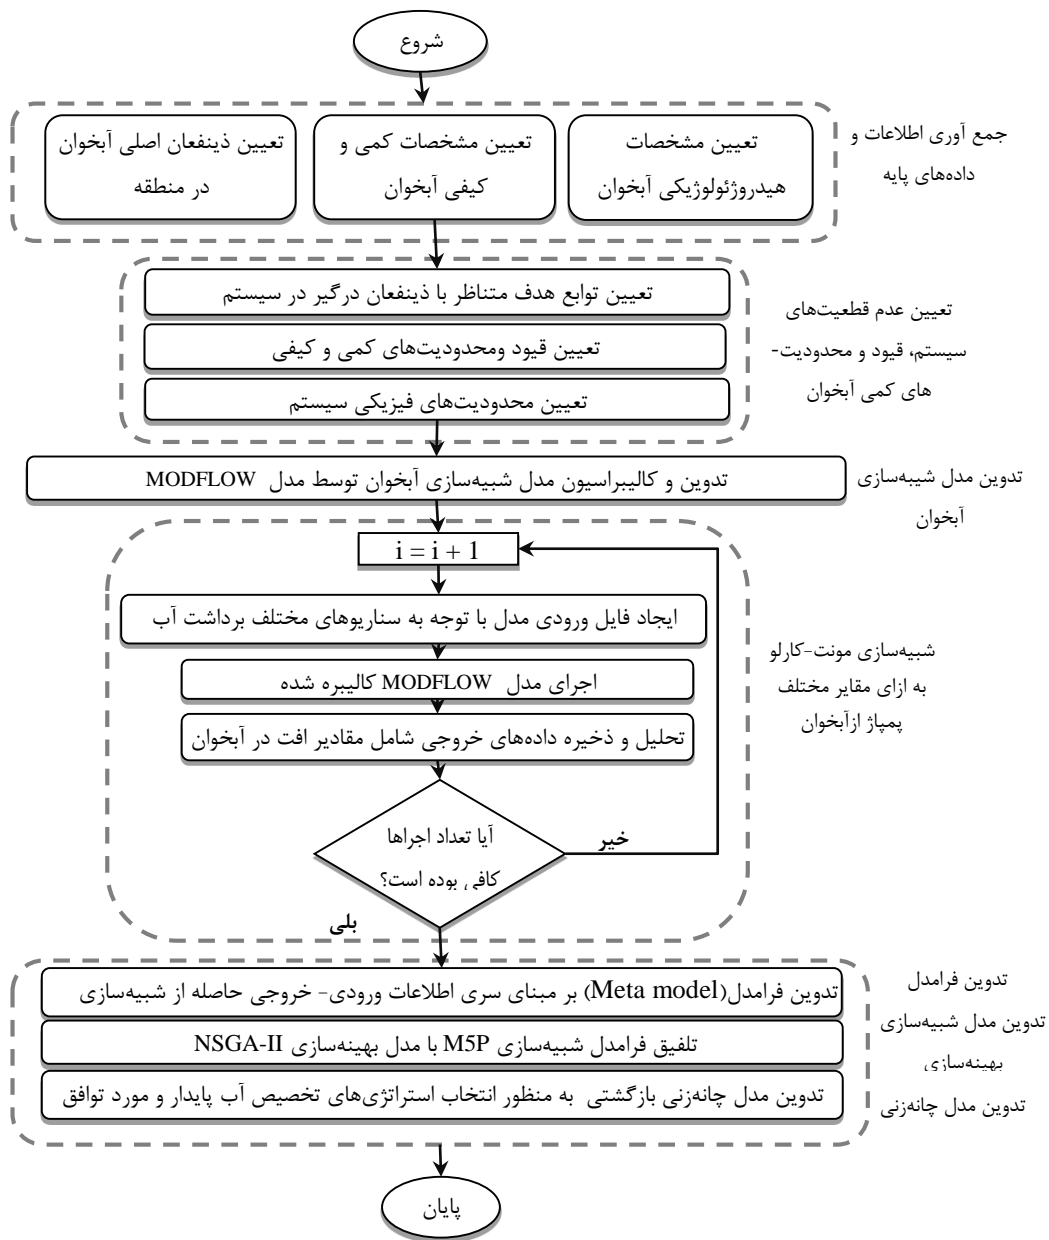 شروع
جمع آوری اطلاعات و
داده‌های پایه
تعیین مشخصات
هیدروژئولوژیکی آبخوان
تعیین مشخصات کمی و
کیفی آبخوان
تعیین ذینفعان اصلی آبخوان
در منطقه
تعیین عدم قطعیت‌های
سیستم، قیود و محدودیت-
های کمی آبخوان
تعیین توابع هدف متناظر با ذینفعان درگیر در سیستم
تعیین قیود ومحدودیت‌های کمی و کیفی
تعیین محدودیت‌های فیزیکی سیستم
تدوین مدل شیبه‌سازی
آبخوان
تدوین و کالیبراسیون مدل شبیه‌سازی آبخوان توسط مدل MODFLOW
i = i + 1
شبیه‌سازی مونت-کارلو
به ازای مقایر مختلف
پمپاژ ازآبخوان
ایجاد فایل ورودی مدل با توجه به سناریوهای مختلف برداشت آب
اجرای مدل MODFLOW کالیبره شده
تحلیل و ذخیره داده‌های خروجی شامل مقادیر افت در آبخوان
آیا تعداد اجراها
کافی بوده است؟
خیر
بلی
تدوین فرامدل
تدوین مدل شبیه‌سازی
بهینه‌سازی
تدوین مدل چانه‌زنی
تدوین فرامدل(Meta model) بر مبنای سری اطلاعات ورودی- خروجی حاصله از شبیه‌سازی
تلفیق فرامدل شبیه‌سازی M5P با مدل بهینه‌سازی NSGA-II
تدوین مدل چانه‌زنی بازگشتی به منظور انتخاب استراتژی‌های تخصیص آب پایدار و مورد توافق
پایان